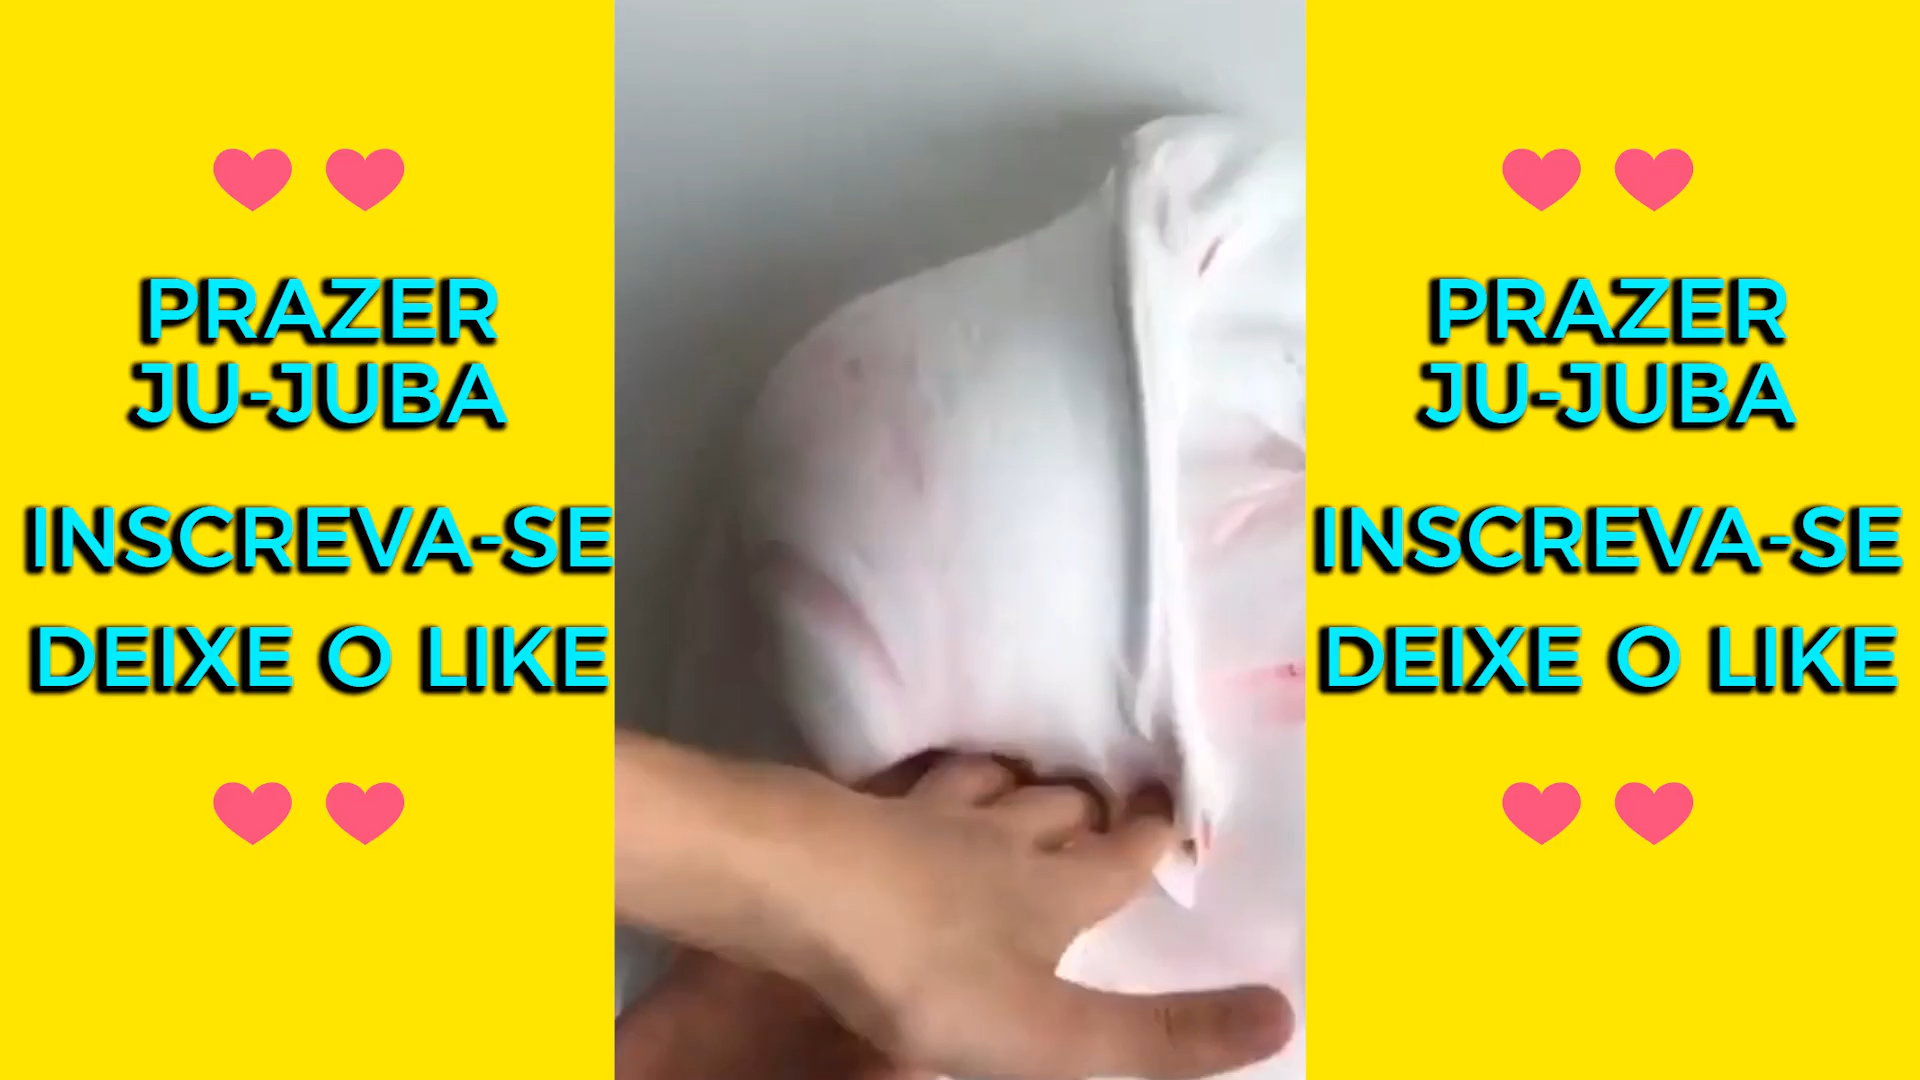 PRAZER
JU-JUBA
INSCREVA-SE
DEIXE O LIKE
PRAZER
JU-JUBA
INSCREVA-SE
DEIXE O LIKE